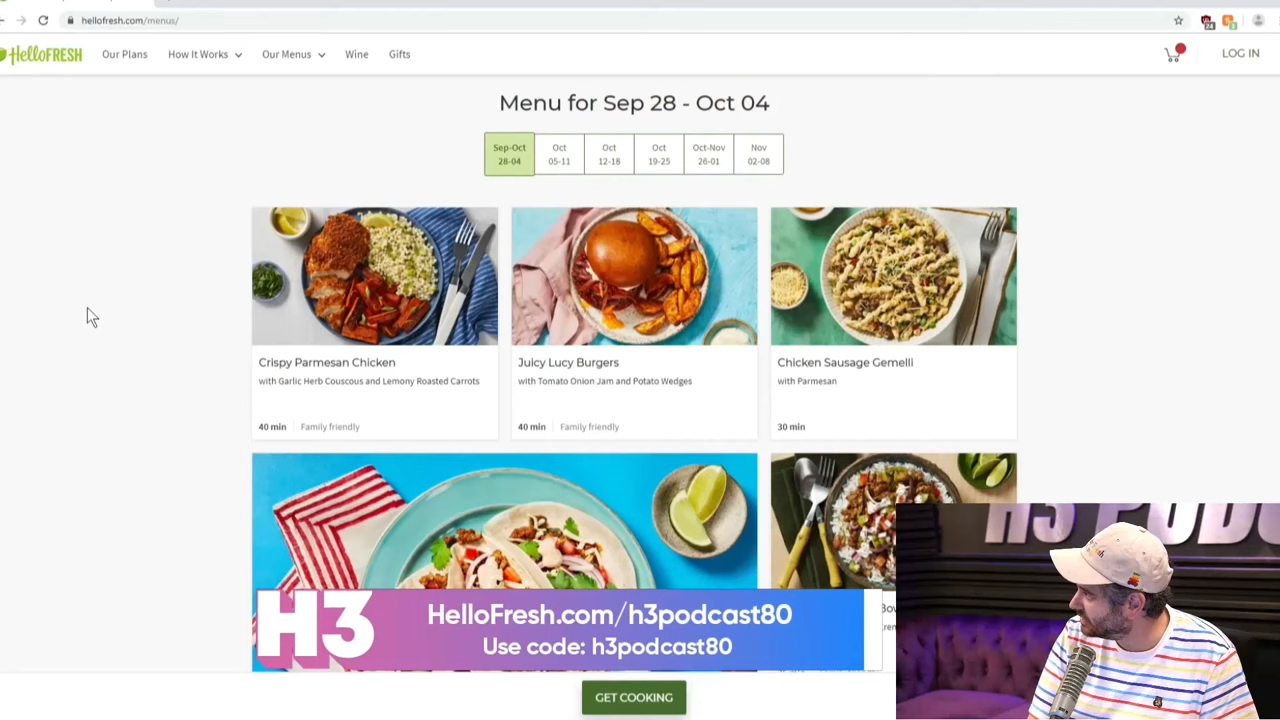 hellofresh.com/menus/
HelloFRESH
Our Plans
How It Works
Our Menus
Wine
Gifts
LOG IN
Menu for Sep 28 - Oct 04
Sep-Oct
28-04
Oct
05-11
Oct
12-18
Oct
19-25
Oct-Nov
26-01
Nov
02-08
Crispy Parmesan Chicken
with Garlic Herb Couscous and Lemony Roasted Carrots
40 min
Family friendly
Juicy Lucy Burgers
with Tomato Onion Jam and Potato Wedges
40 min
Family friendly
Chicken Sausage Gemelli
with Parmesan
30 min
H3 PODC
H3
HelloFresh.com/h3podcast80
Use code: h3podcast80
GET COOKING